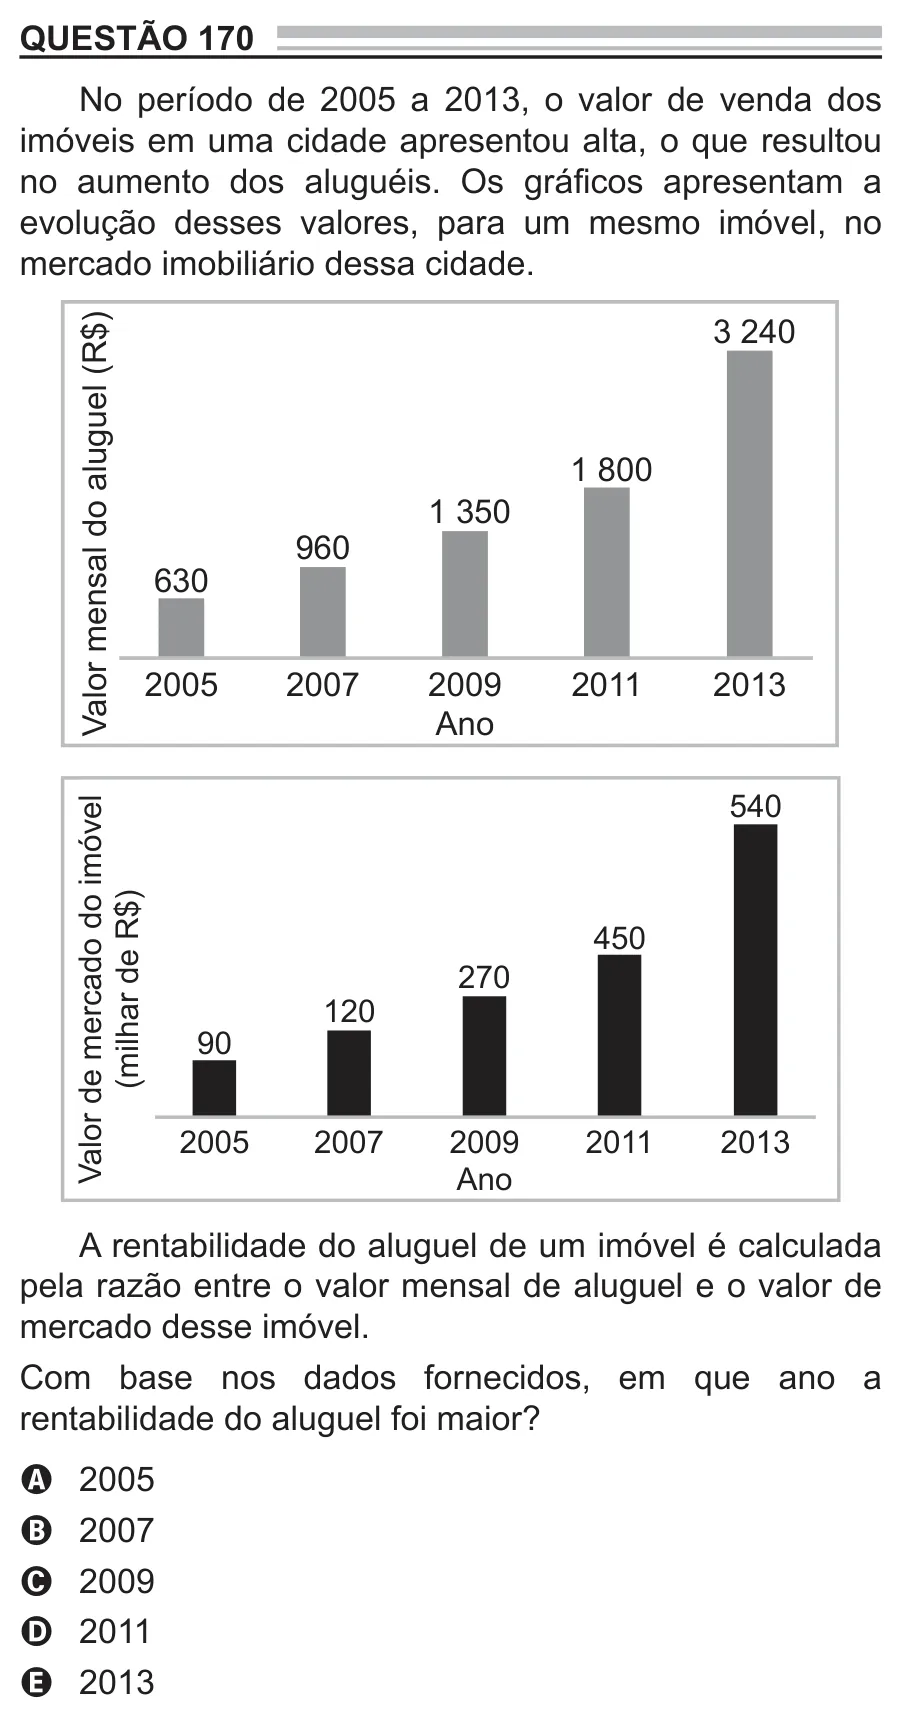 QUESTÃO 170
No período de 2005 a 2013, o valor de venda dos
imóveis em uma cidade apresentou alta, o que resultou
no aumento dos aluguéis. Os gráficos apresentam a
evolução desses valores, para um mesmo imóvel, no
mercado imobiliário dessa cidade.
Valor mensal do aluguel (R$)
630
960
1 350
1 800
3 240
2005 2007 2009 2011 2013
Ano
Valor de mercado do imóvel
(milhar de R$)
90
120
270
450
540
2005 2007 2009 2011 2013
Ano
A rentabilidade do aluguel de um imóvel é calculada
pela razão entre o valor mensal de aluguel e o valor de
mercado desse imóvel.
Com base nos dados fornecidos, em que ano a
rentabilidade do aluguel foi maior?
A 2005
B 2007
C 2009
D 2011
E 2013